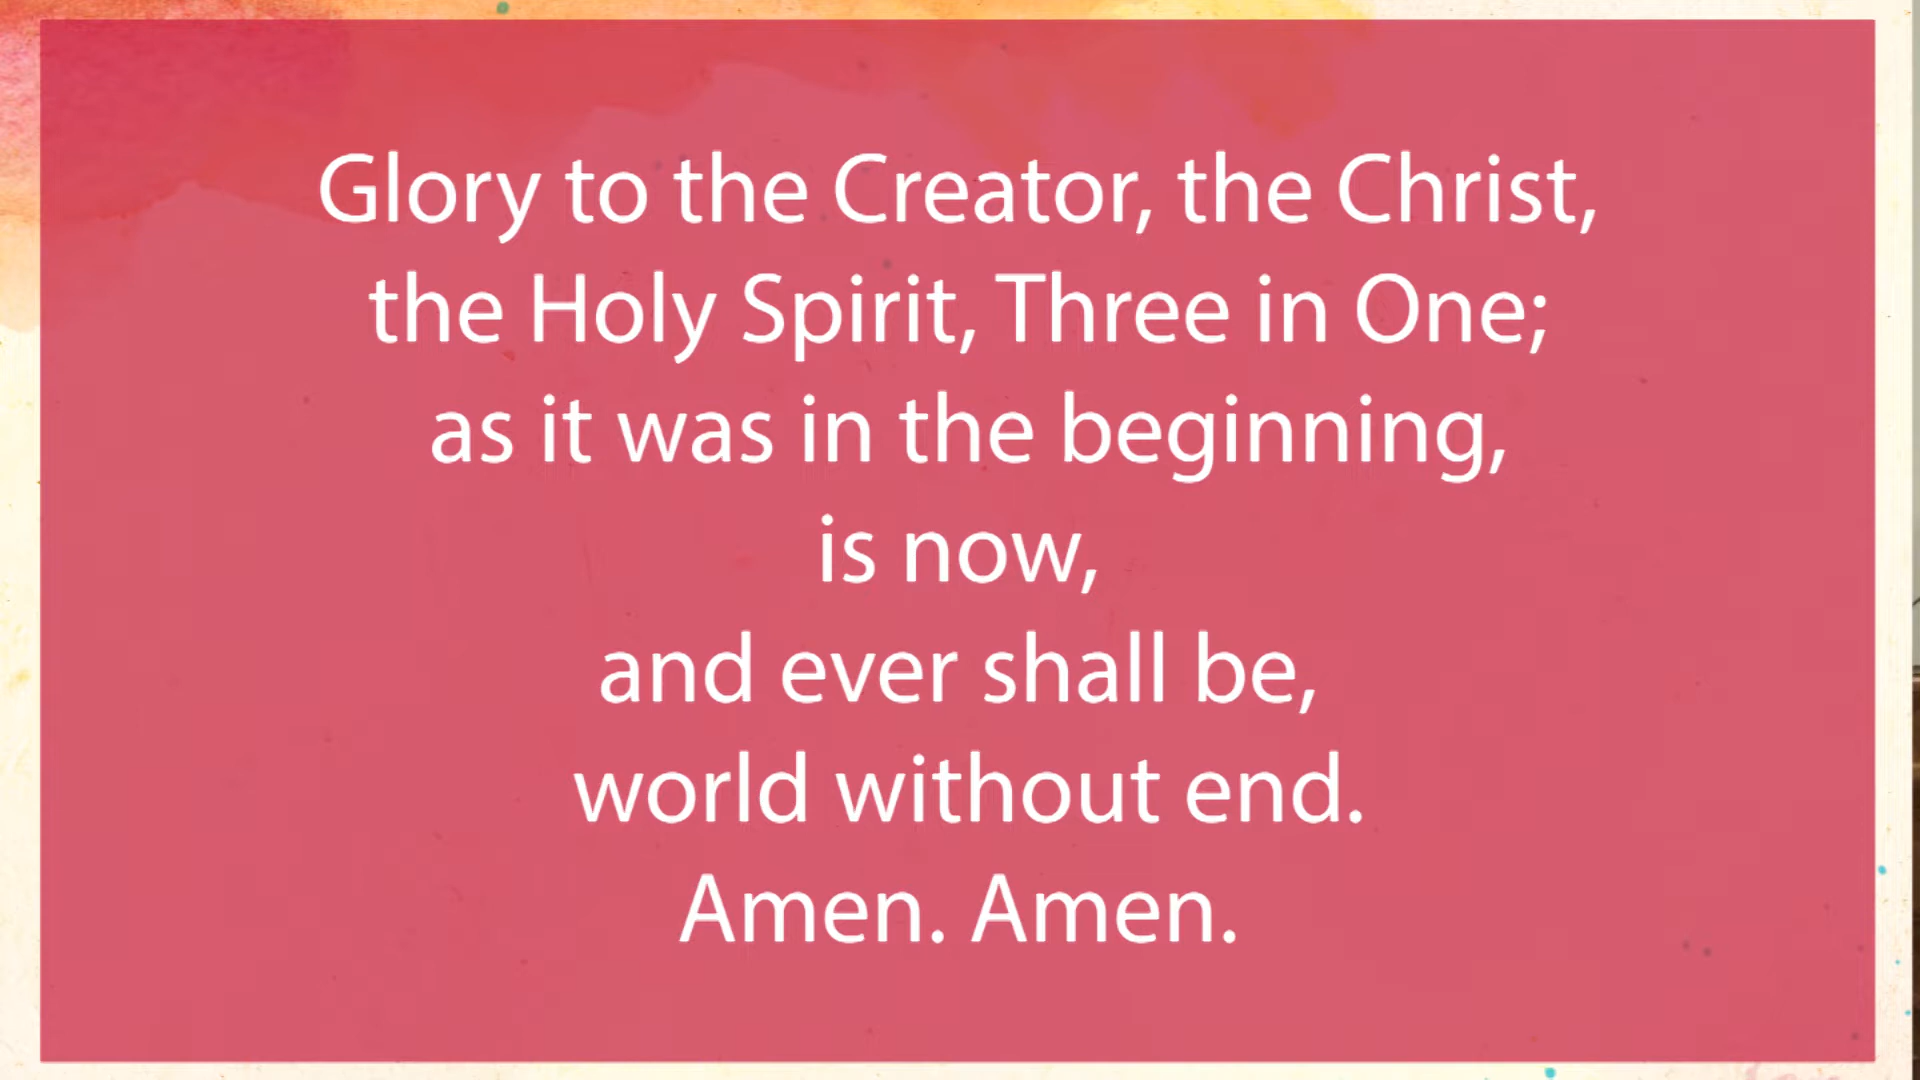 Glory to the Creator, the Christ,
the Holy Spirit, Three in One;
as it was in the beginning,
is now,
and ever shall be,
world without end.
Amen. Amen.